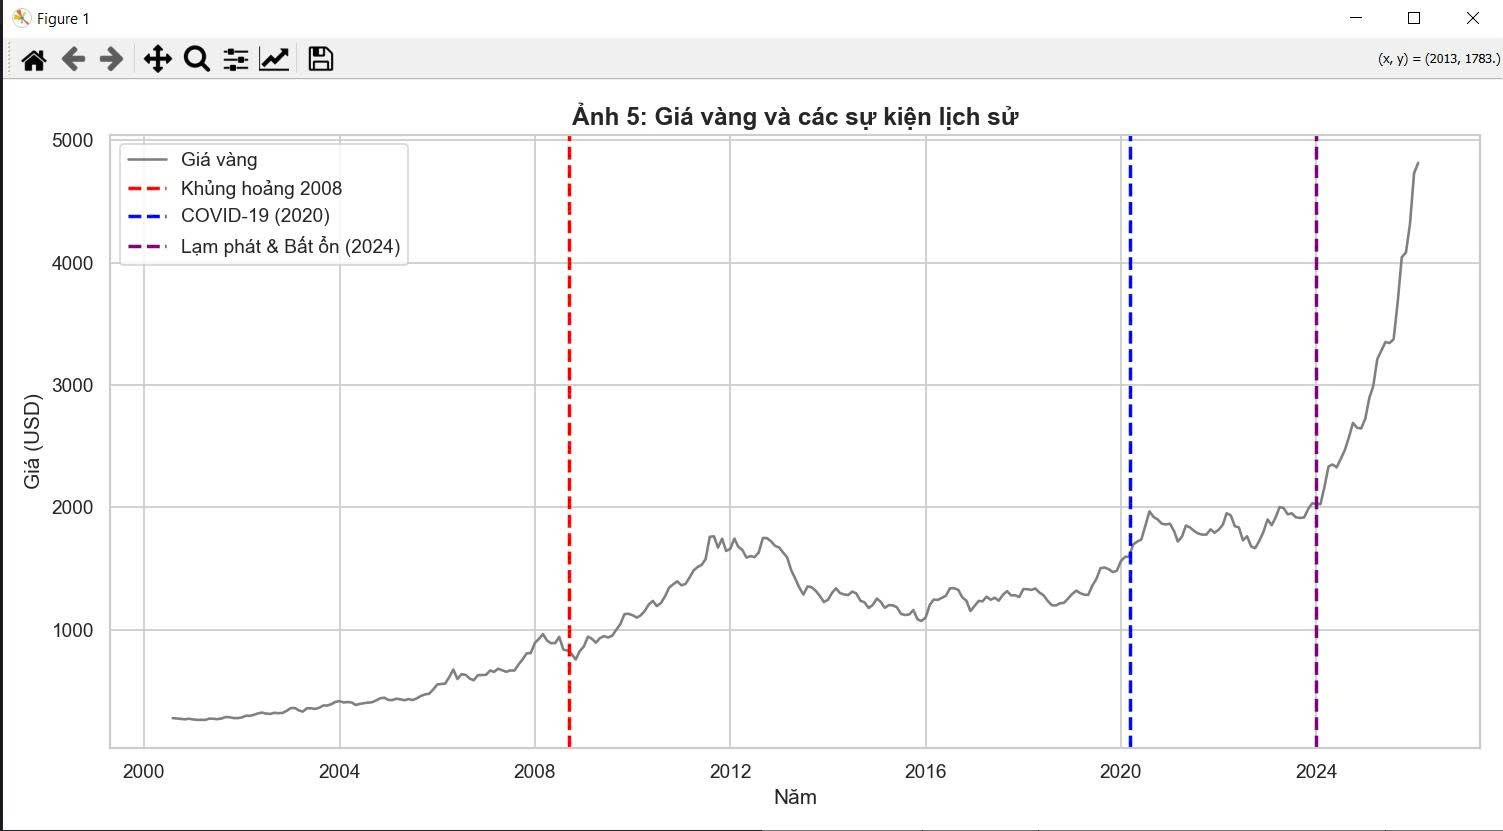 Figure 1
(x, y) = (2013, 1783.)
Ảnh 5: Giá vàng và các sự kiện lịch sử
Giá vàng
Khủng hoảng 2008
COVID-19 (2020)
Lạm phát & Bất ổn (2024)
5000
4000
3000
2000
1000
Giá (USD)
2000 2004 2008 2012 2016 2020 2024
Năm